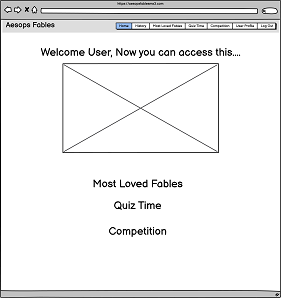 https://aesopsfablesmd3.com
Aesops Fables
Home History Most Loved Fables Quiz Time Competition User Profile Log Out
Welcome User, Now you can access this....
Most Loved Fables
Quiz Time
Competition